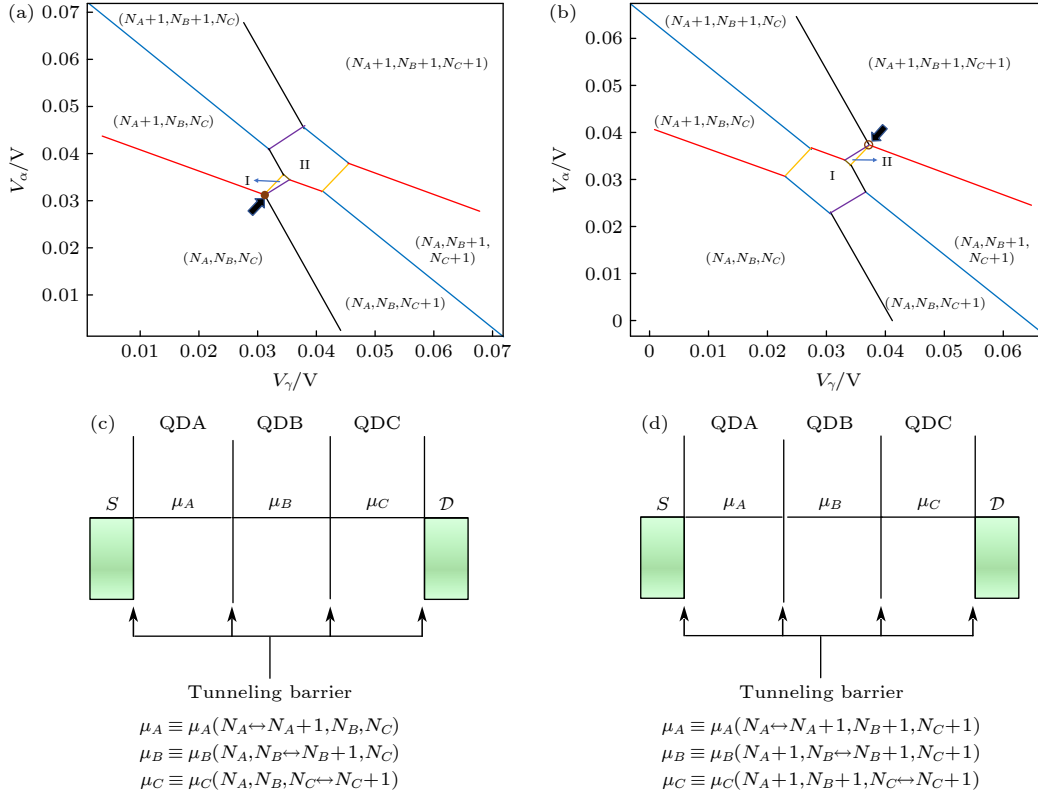 (a)
(N_A+1,N_B+1,N_C)
(N_A+1,N_B+1,N_C+1)
(N_A+1,N_B,N_C)
II
I
(N_A,N_B,N_C)
(N_A,N_B+1,
N_C+1)
(N_A,N_B,N_C+1)
0.07
0.06
0.05
0.04
0.03
0.02
0.01
V_α/V
0.01 0.02 0.03 0.04 0.05 0.06 0.07
V_γ/V
(b)
(N_A+1,N_B+1,N_C)
(N_A+1,N_B+1,N_C+1)
(N_A+1,N_B,N_C)
II
I
(N_A,N_B,N_C)
(N_A,N_B+1,
N_C+1)
(N_A,N_B,N_C+1)
0.06
0.05
0.04
0.03
0.02
0.01
0
V_α/V
0 0.01 0.02 0.03 0.04 0.05 0.06
V_γ/V
(c)
QDA QDB QDC
S μ_A μ_B μ_C 𝒟
Tunneling barrier
μ_A ≡ μ_A(N_A↔N_A+1,N_B,N_C)
μ_B ≡ μ_B(N_A,N_B↔N_B+1,N_C)
μ_C ≡ μ_C(N_A,N_B,N_C↔N_C+1)
(d)
QDA QDB QDC
S μ_A μ_B μ_C 𝒟
Tunneling barrier
μ_A ≡ μ_A(N_A↔N_A+1,N_B+1,N_C+1)
μ_B ≡ μ_B(N_A+1,N_B↔N_B+1,N_C+1)
μ_C ≡ μ_C(N_A+1,N_B+1,N_C↔N_C+1)